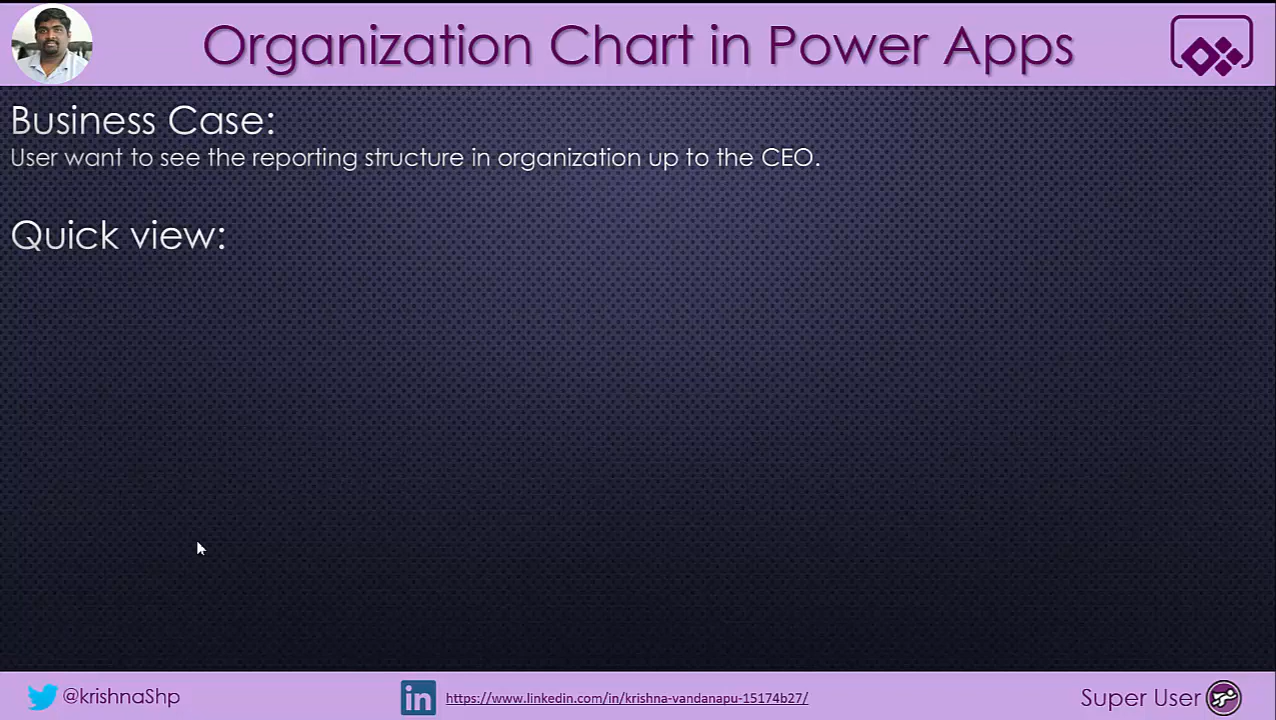 Organization Chart in Power Apps
Business Case:
User want to see the reporting structure in organization up to the CEO.
Quick view:
@krishnaShp
in
https://www.linkedin.com/in/krishna-vandanapu-15174b27/
Super User